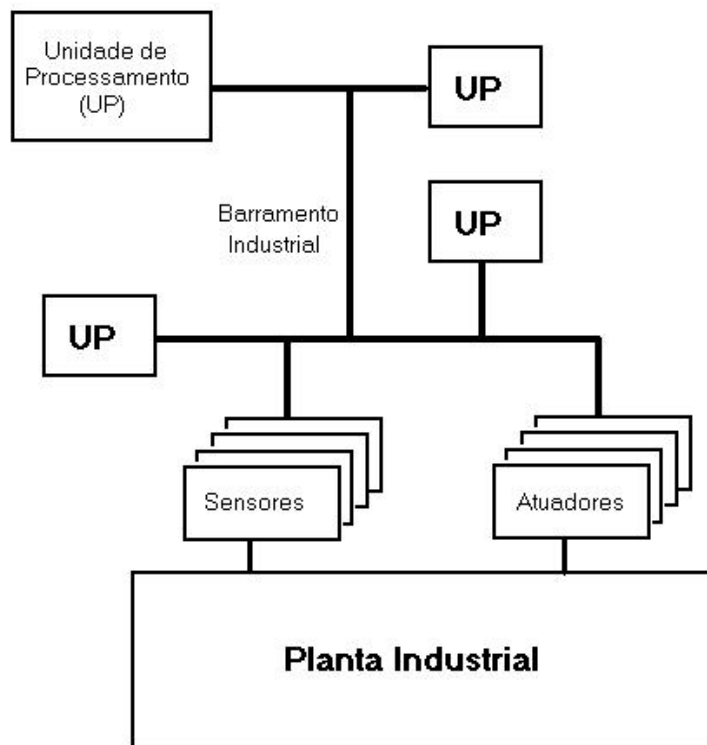 Unidade de
Processamento
(UP)
UP
Barramento
Industrial
UP
UP
Sensores
Atuadores
Planta Industrial